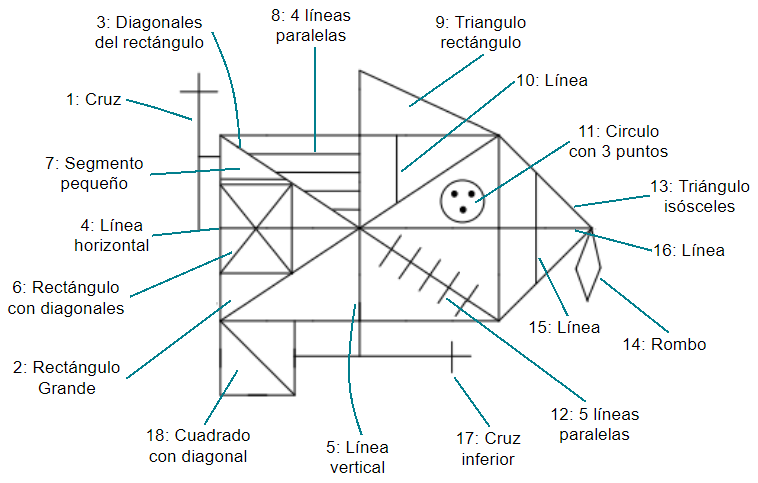 3: Diagonales
del rectángulo
8: 4 líneas
paralelas
9: Triangulo
rectángulo
10: Línea
1: Cruz
11: Circulo
con 3 puntos
7: Segmento
pequeño
13: Triángulo
isósceles
4: Línea
horizontal
16: Línea
6: Rectángulo
con diagonales
15: Línea
14: Rombo
2: Rectángulo
Grande
12: 5 líneas
paralelas
18: Cuadrado
con diagonal
5: Línea
vertical
17: Cruz
inferior